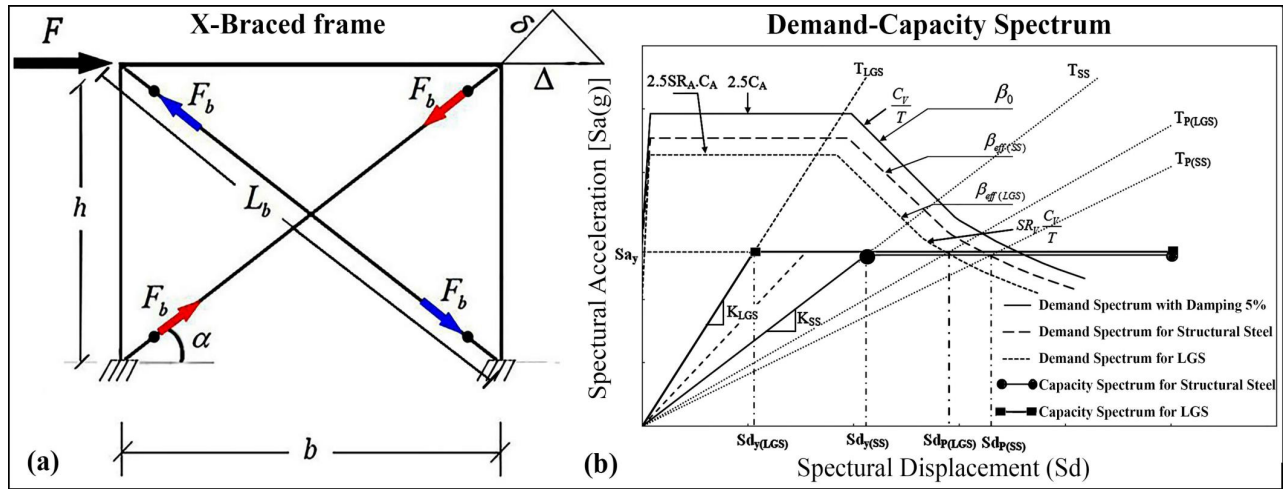 X-Braced frame
F
δ
Δ
F_b
F_b
h
L_b
F_b
F_b
α
b
(a)
Demand-Capacity Spectrum
T_LGS
T_SS
2.5SR_A.C_A
2.5C_A
C_V/T
β_0
T_P(LGS)
β_eff(SS)
T_P(SS)
β_eff(LGS)
SR_V C_V/T
Sa_y
Spectral Acceleration [Sa(g)]
K_LGS
K_SS
Demand Spectrum with Damping 5%
Demand Spectrum for Structural Steel
Demand Spectrum for LGS
Capacity Spectrum for Structural Steel
Capacity Spectrum for LGS
Sd_y(LGS)
Sd_y(SS)
Sd_P(LGS)
Sd_P(SS)
(b)
Spectral Displacement (Sd)